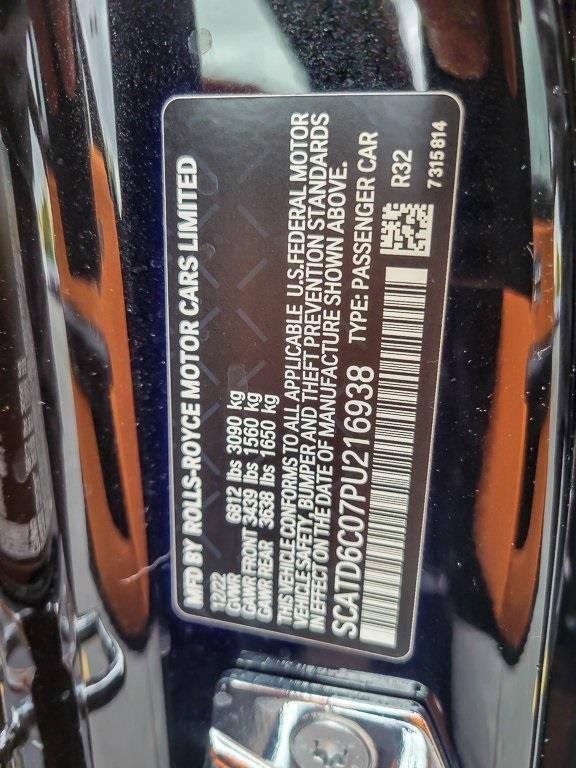 MFD BY ROLLS-ROYCE MOTOR CARS LIMITED
12/22
GVWR 6812 lbs 3090 kg
GAWR FRONT 3439 lbs 1560 kg
GAWR REAR 3638 lbs 1650 kg
THIS VEHICLE CONFORMS TO ALL APPLICABLE U.S.FEDERAL MOTOR
VEHICLE SAFETY, BUMPER AND THEFT PREVENTION STANDARDS
IN EFFECT ON THE DATE OF MANUFACTURE SHOWN ABOVE.
SCATD6C07PU216938 TYPE: PASSENGER CAR
R32
7315814